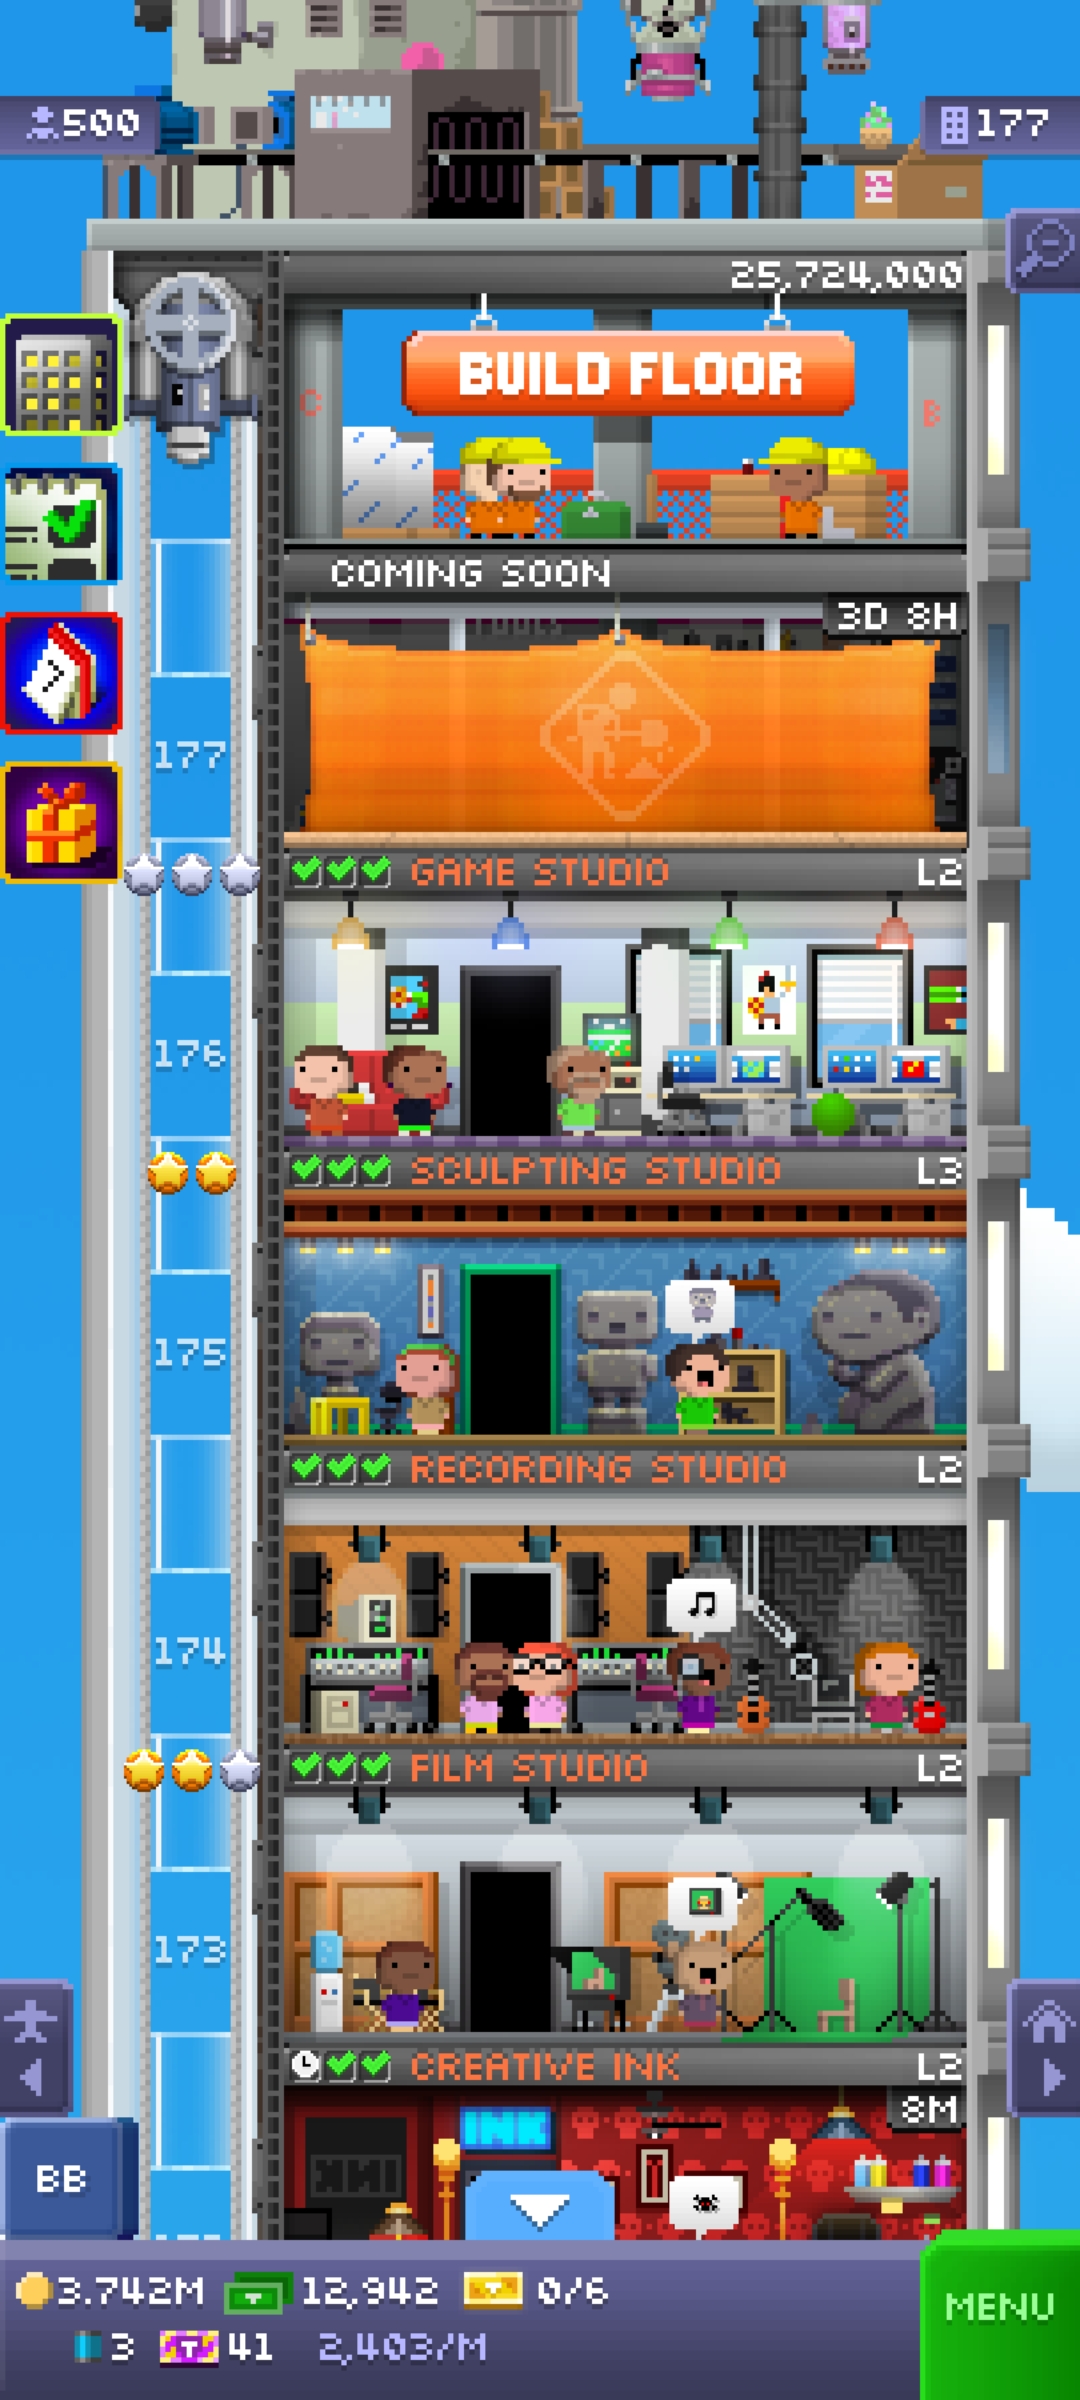 500
177
25,724,000
BUILD FLOOR
C
B
COMING SOON
3D 8H
177
GAME STUDIO L2
176
SCULPTING STUDIO L3
175
RECORDING STUDIO L2
174
FILM STUDIO L2
173
CREATIVE INK L2
8M
INK
BB
3.742M 12,942 0/6
MENU
3 41 2,403/M